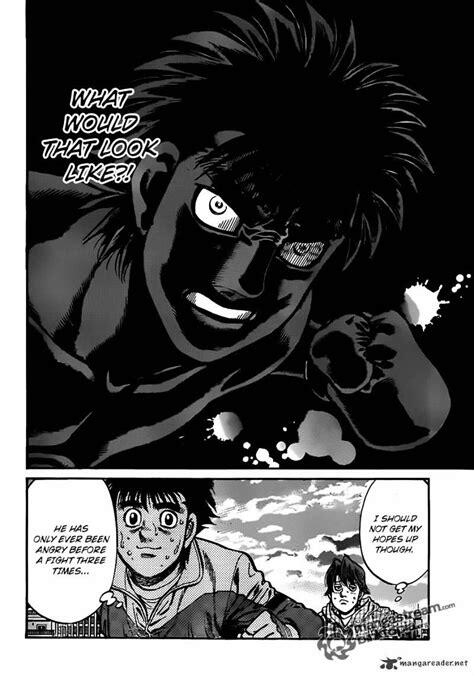 WHAT
WOULD
THAT LOOK
LIKE?!
HE HAS
ONLY EVER BEEN
ANGRY BEFORE
A FIGHT THREE
TIMES...
I SHOULD
NOT GET MY
HOPES UP
THOUGH.
mangareader.net